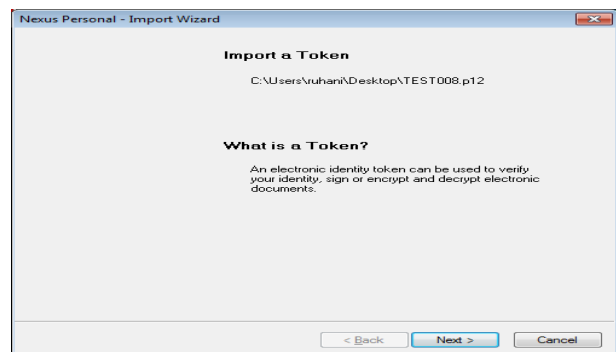 Nexus Personal - Import Wizard
Import a Token
C:\Users\ruhani\Desktop\TEST008.p12
What is a Token?
An electronic identity token can be used to verify
your identity, sign or encrypt and decrypt electronic
documents.
< Back Next > Cancel